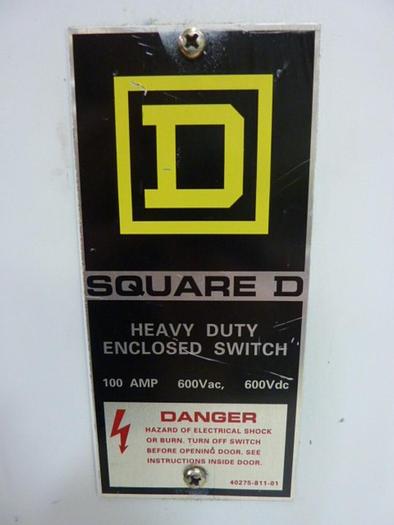 D
SQUARE D
HEAVY DUTY
ENCLOSED SWITCH
100 AMP 600Vac, 600Vdc
DANGER
HAZARD OF ELECTRICAL SHOCK
OR BURN. TURN OFF SWITCH
BEFORE OPENING DOOR. SEE
INSTRUCTIONS INSIDE DOOR.
40275-811-01